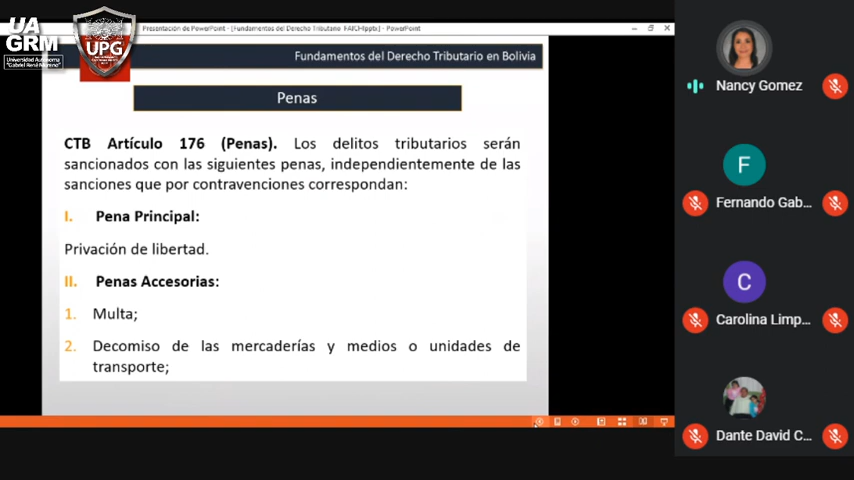 UA
GRM
Universidad Autónoma
"Gabriel René Moreno"
UPG
Presentación de PowerPoint - [Fundamentos del Derecho Tributario FAICHI.pptx] - PowerPoint
Fundamentos del Derecho Tributario en Bolivia
Penas
CTB Artículo 176 (Penas). Los delitos tributarios serán
sancionados con las siguientes penas, independientemente de las
sanciones que por contravenciones correspondan:
I. Pena Principal:
Privación de libertad.
II. Penas Accesorias:
1. Multa;
2. Decomiso de las mercaderías y medios o unidades de
transporte;
Nancy Gomez
F
Fernando Gab...
C
Carolina Limp...
Dante David C...